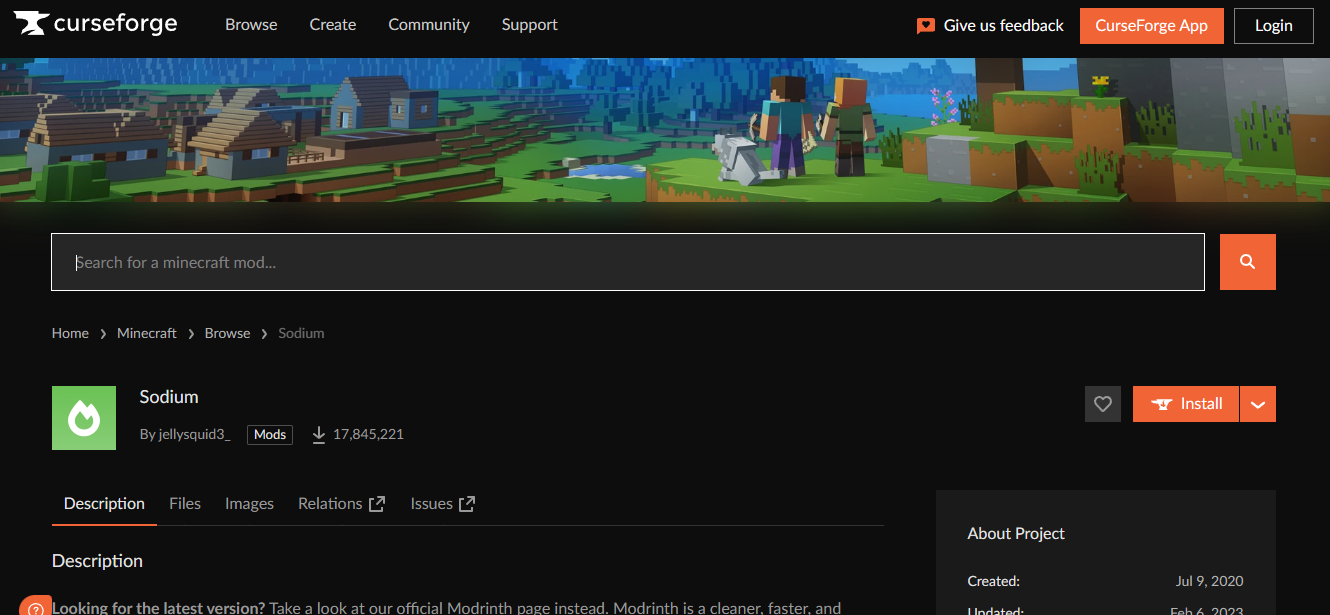 curseforge Browse Create Community Support Give us feedback CurseForge App Login
Search for a minecraft mod...
Home Minecraft Browse Sodium
Sodium
Install
By jellysquid3_ Mods 17,845,221
Description Files Images Relations Issues
About Project
Description
Created: Jul 9, 2020
Looking for the latest version? Take a look at our official Modrinth page instead. Modrinth is a cleaner, faster, and
Updated: Feb 6, 2023